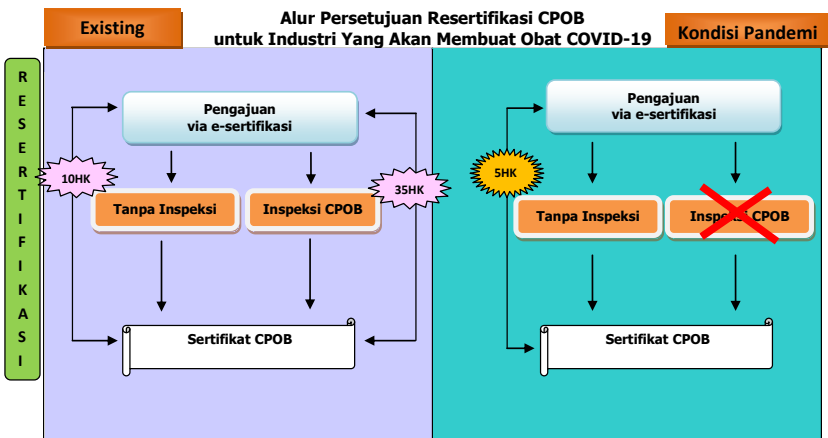 Existing
Alur Persetujuan Resertifikasi CPOB
untuk Industri Yang Akan Membuat Obat COVID-19
Kondisi Pandemi
R
E
S
E
R
T
I
F
I
K
A
S
I
Pengajuan
via e-sertifikasi
10HK
35HK
Tanpa Inspeksi
Inspeksi CPOB
Sertifikat CPOB
Pengajuan
via e-sertifikasi
5HK
Tanpa Inspeksi
Inspeksi CPOB
Sertifikat CPOB